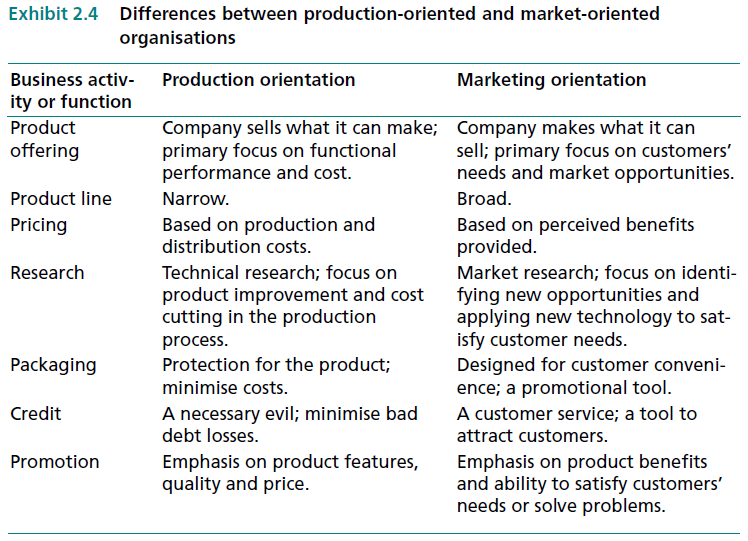 Exhibit 2.4 Differences between production-oriented and market-oriented
organisations
Business activ-
ity or function
Production orientation
Marketing orientation
Product
offering
Company sells what it can make;
primary focus on functional
performance and cost.
Company makes what it can
sell; primary focus on customers’
needs and market opportunities.
Product line
Narrow.
Broad.
Pricing
Based on production and
distribution costs.
Based on perceived benefits
provided.
Research
Technical research; focus on
product improvement and cost
cutting in the production
process.
Market research; focus on identi-
fying new opportunities and
applying new technology to sat-
isfy customer needs.
Packaging
Protection for the product;
minimise costs.
Designed for customer conveni-
ence; a promotional tool.
Credit
A necessary evil; minimise bad
debt losses.
A customer service; a tool to
attract customers.
Promotion
Emphasis on product features,
quality and price.
Emphasis on product benefits
and ability to satisfy customers’
needs or solve problems.